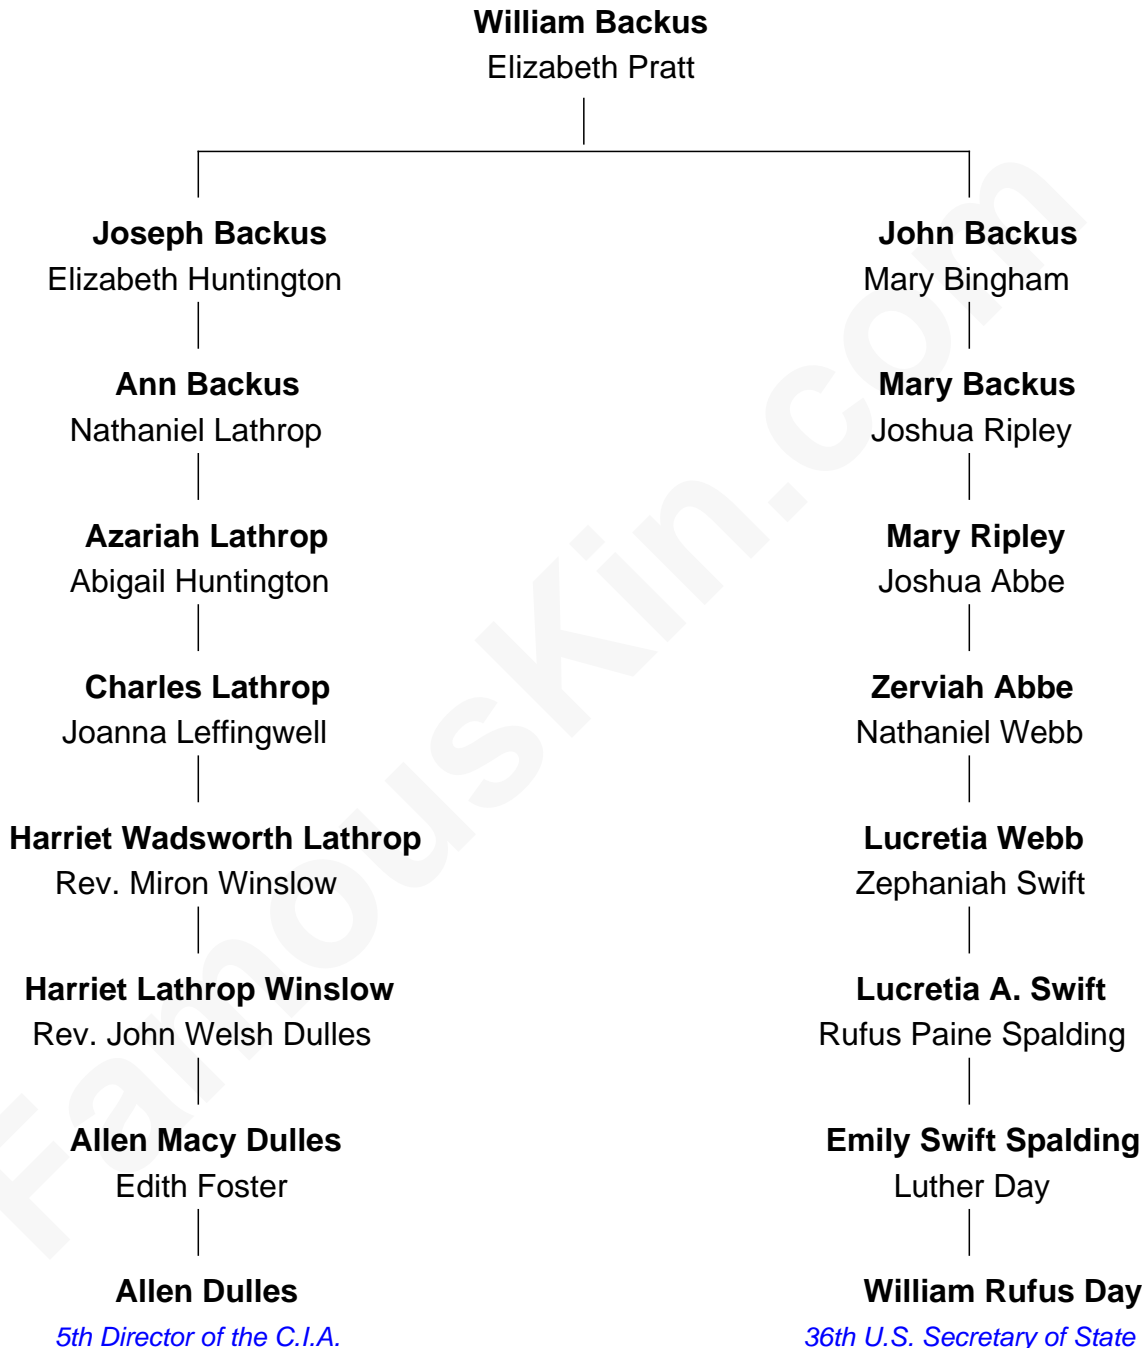 William Backus
Elizabeth Pratt
Joseph Backus
Elizabeth Huntington
John Backus
Mary Bingham
Ann Backus
Nathaniel Lathrop
Mary Backus
Joshua Ripley
Azariah Lathrop
Abigail Huntington
Mary Ripley
Joshua Abbe
Charles Lathrop
Joanna Leffingwell
Zerviah Abbe
Nathaniel Webb
Harriet Wadsworth Lathrop
Rev. Miron Winslow
Lucretia Webb
Zephaniah Swift
Harriet Lathrop Winslow
Rev. John Welsh Dulles
Lucretia A. Swift
Rufus Paine Spalding
Allen Macy Dulles
Edith Foster
Emily Swift Spalding
Luther Day
Allen Dulles
5th Director of the C.I.A.
William Rufus Day
36th U.S. Secretary of State
FamousKin.com